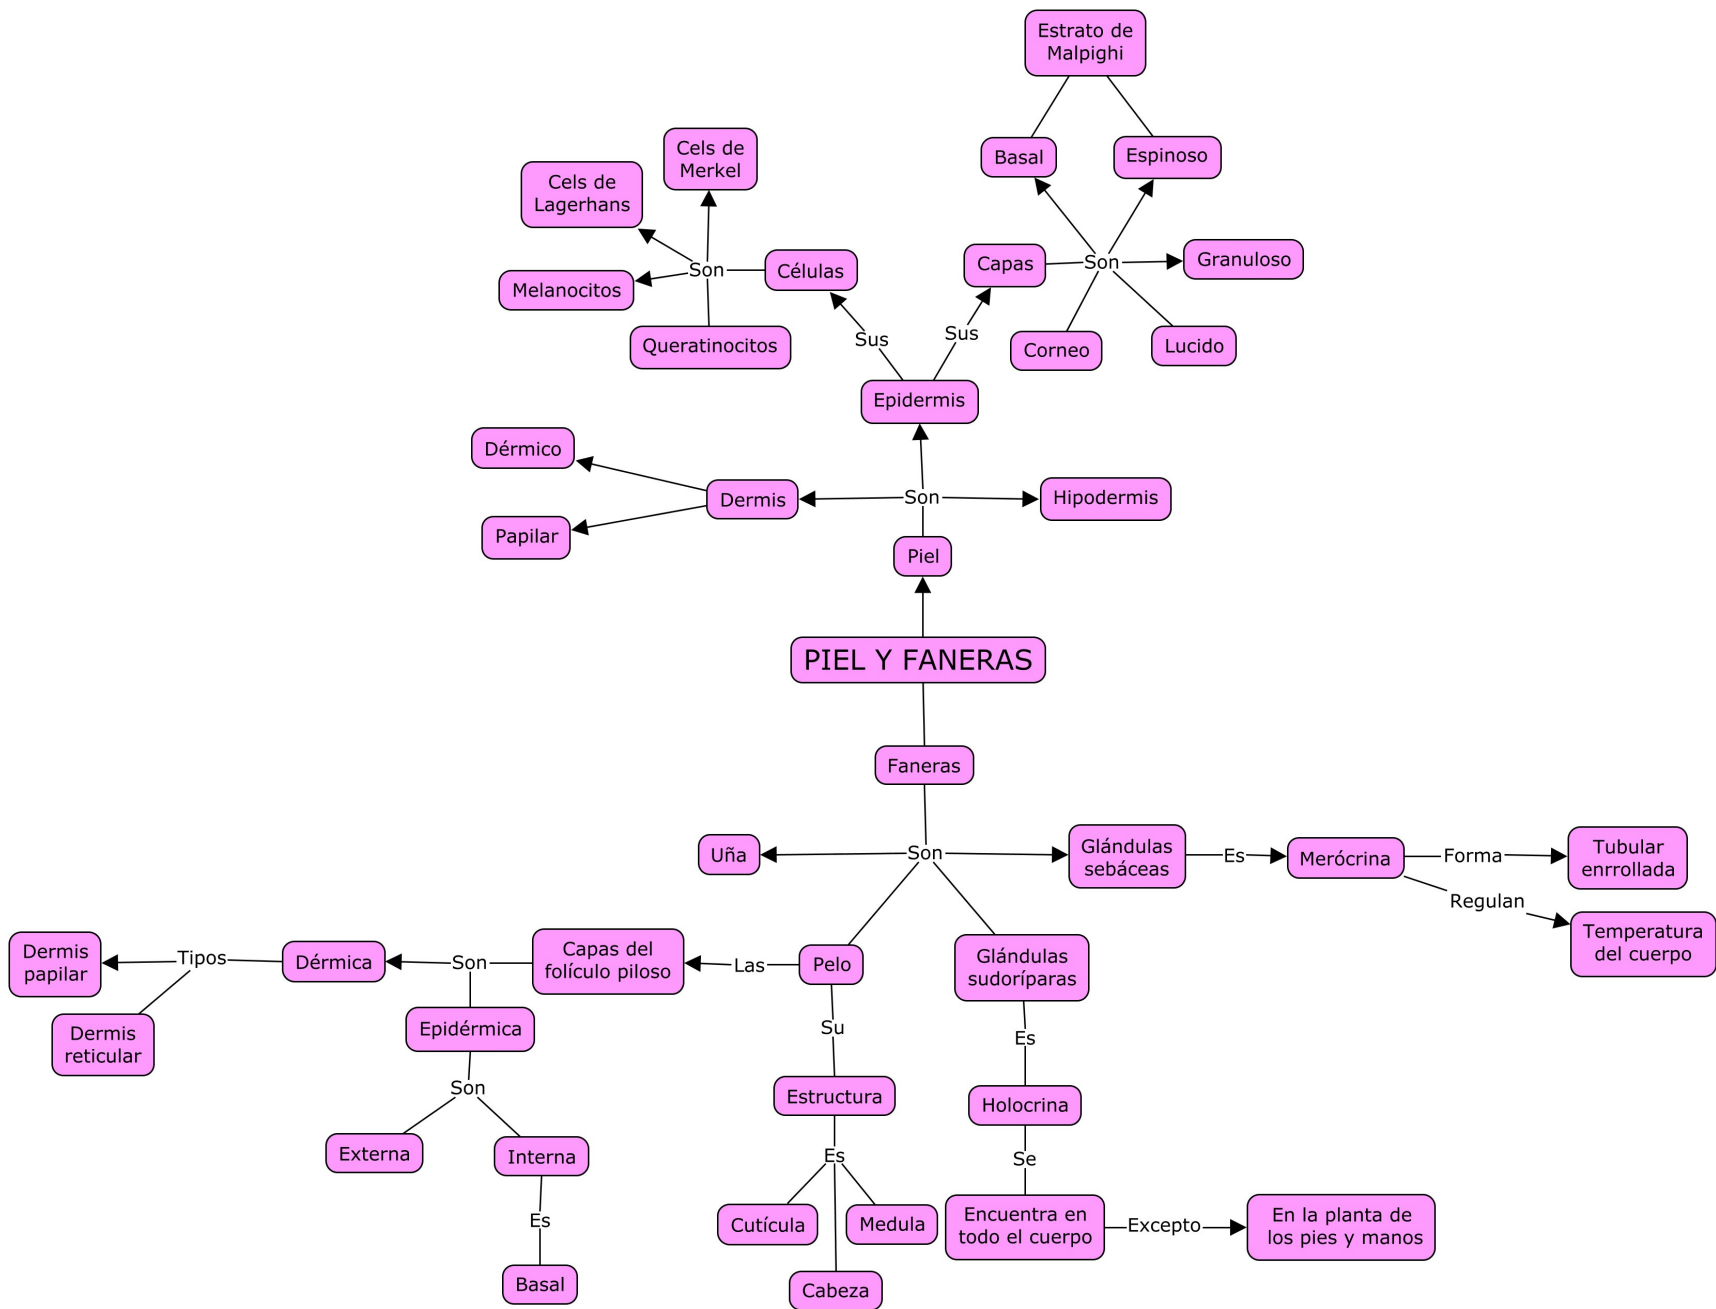 Estrato de
Malpighi
Basal
Espinoso
Cels de
Merkel
Cels de
Lagerhans
Melanocitos
Son
Células
Queratinocitos
Capas
Son
Granuloso
Corneo
Lucido
Sus
Sus
Epidermis
Dérmico
Papilar
Dermis
Son
Hipodermis
Piel
PIEL Y FANERAS
Faneras
Uña
Son
Glándulas
sebáceas
Es
Merócrina
Forma
Tubular
enrrollada
Regulan
Temperatura
del cuerpo
Dermis
papilar
Tipos
Dérmica
Son
Capas del
folículo piloso
Las
Pelo
Glándulas
sudoríparas
Dermis
reticular
Epidérmica
Son
Externa
Interna
Es
Basal
Su
Estructura
Es
Cutícula
Medula
Cabeza
Es
Holocrina
Se
Encuentra en
todo el cuerpo
Excepto
En la planta de
los pies y manos